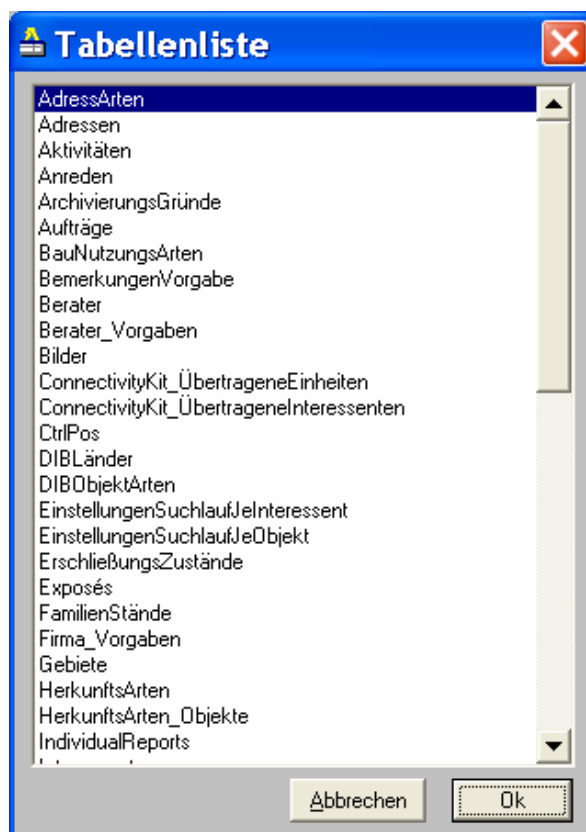 Tabellenliste
AdressArten
Adressen
Aktivitäten
Anreden
ArchivierungsGründe
Aufträge
BauNutzungsArten
BemerkungenVorgabe
Berater
Berater_Vorgaben
Bilder
ConnectivityKit_ÜbertrageneEinheiten
ConnectivityKit_ÜbertrageneInteressenten
CtrlPos
DIBLänder
DIBObjektArten
EinstellungenSuchlaufJeInteressent
EinstellungenSuchlaufJeObjekt
ErschließungsZustände
Exposés
FamilienStände
Firma_Vorgaben
Gebiete
HerkunftsArten
HerkunftsArten_Objekte
IndividualReports
Abbrechen
Ok